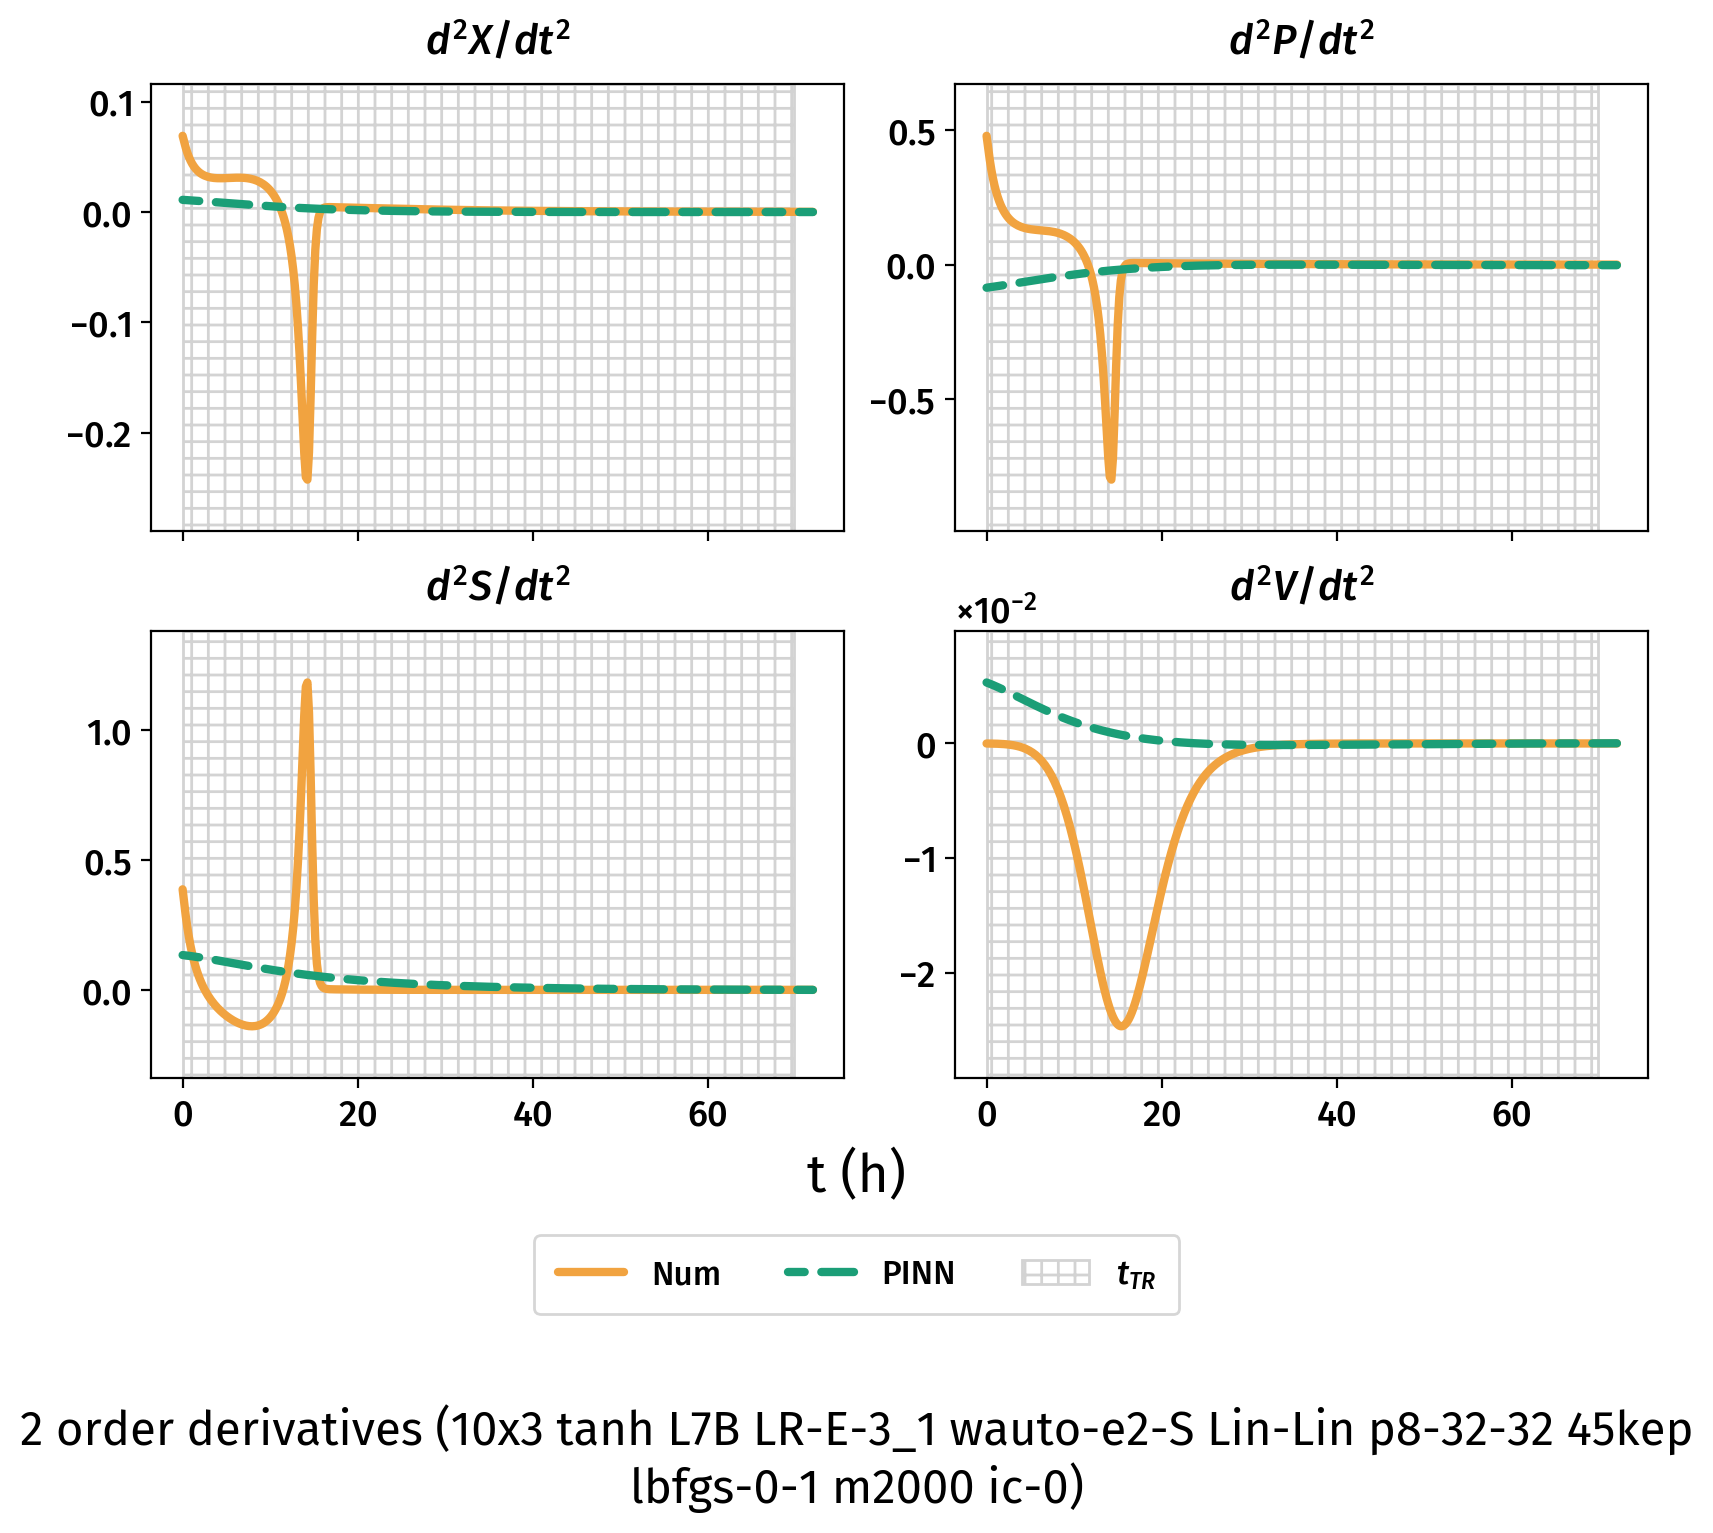 d²X/dt²
d²P/dt²
0.1
0.0
−0.1
−0.2
0.5
0.0
−0.5
d²S/dt²
d²V/dt²
×10⁻²
1.0
0.5
0.0
0
20
40
60
0
−1
−2
0
20
40
60
t (h)
Num
PINN
t_TR
2 order derivatives (10x3 tanh L7B LR-E-3_1 wauto-e2-S Lin-Lin p8-32-32 45kep
lbfgs-0-1 m2000 ic-0)